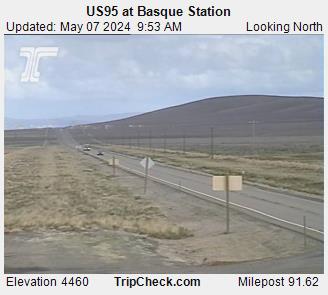 US95 at Basque Station
Updated: May 07 2024 9:53 AM Looking North
Elevation 4460 TripCheck.com Milepost 91.62